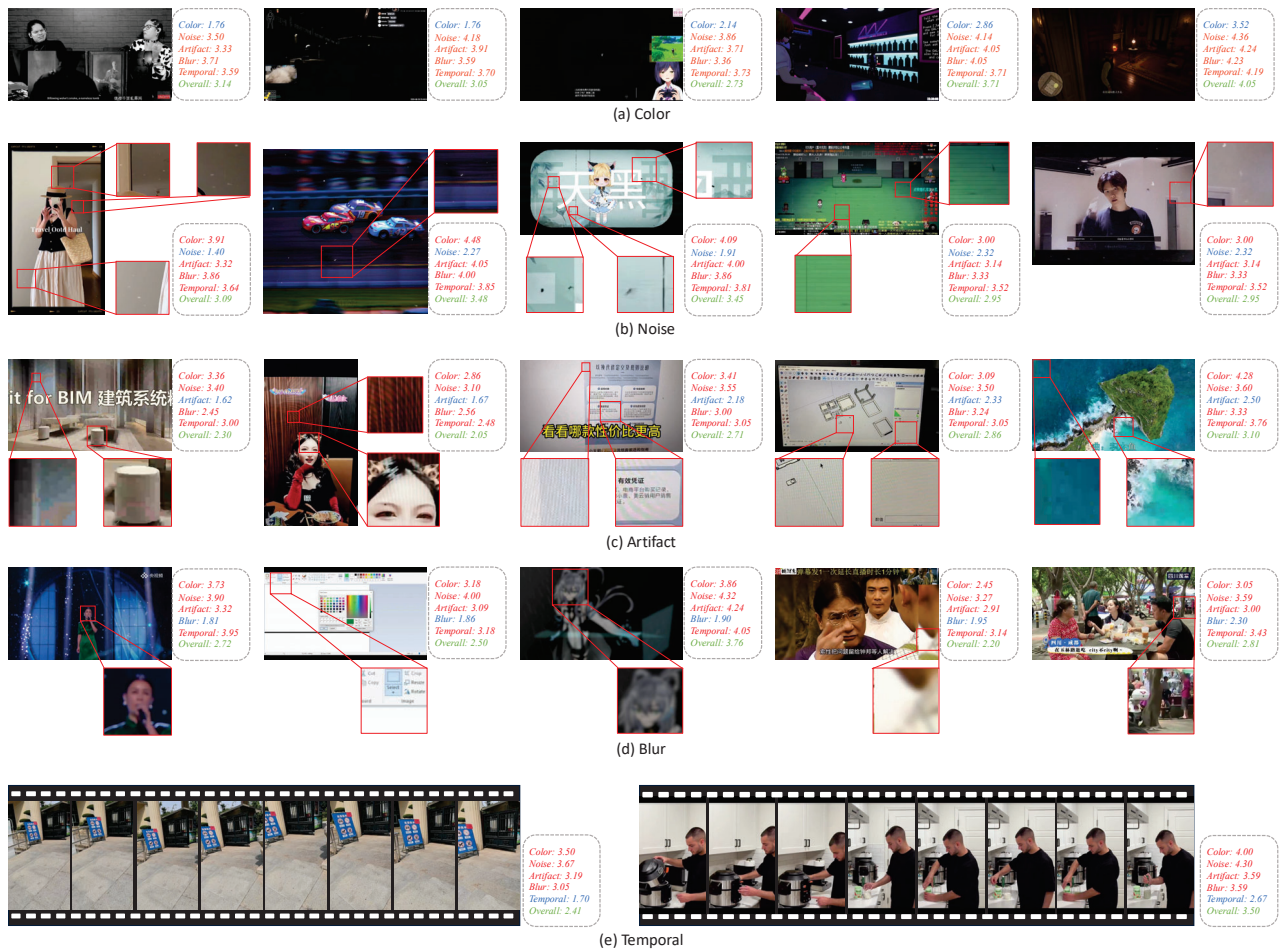 Color: 1.76
Noise: 3.50
Artifact: 3.33
Blur: 3.71
Temporal: 3.59
Overall: 3.14
Color: 1.76
Noise: 4.18
Artifact: 3.91
Blur: 3.59
Temporal: 3.70
Overall: 3.05
Color: 2.14
Noise: 3.86
Artifact: 3.71
Blur: 3.36
Temporal: 3.73
Overall: 2.73
Color: 2.86
Noise: 4.14
Artifact: 4.05
Blur: 4.05
Temporal: 3.71
Overall: 3.71
Color: 3.52
Noise: 4.36
Artifact: 4.24
Blur: 4.23
Temporal: 4.19
Overall: 4.05
(a) Color
Travel Ootd Haul
Color: 3.91
Noise: 1.40
Artifact: 3.32
Blur: 3.86
Temporal: 3.64
Overall: 3.09
Color: 4.48
Noise: 2.27
Artifact: 4.05
Blur: 4.00
Temporal: 3.85
Overall: 3.48
天黑
Color: 4.09
Noise: 1.91
Artifact: 4.00
Blur: 3.86
Temporal: 3.81
Overall: 3.45
Color: 3.00
Noise: 2.32
Artifact: 3.14
Blur: 3.33
Temporal: 3.52
Overall: 2.95
Color: 3.00
Noise: 2.32
Artifact: 3.14
Blur: 3.33
Temporal: 3.52
Overall: 2.95
(b) Noise
it for BIM 建筑系统
Color: 3.36
Noise: 3.40
Artifact: 1.62
Blur: 2.45
Temporal: 3.00
Overall: 2.30
Color: 2.86
Noise: 3.10
Artifact: 1.67
Blur: 2.56
Temporal: 2.48
Overall: 2.05
看看哪款性价比更高
有效凭证
Color: 3.41
Noise: 3.55
Artifact: 2.18
Blur: 3.00
Temporal: 3.05
Overall: 2.71
Color: 3.09
Noise: 3.50
Artifact: 2.33
Blur: 3.24
Temporal: 3.05
Overall: 2.86
Color: 4.28
Noise: 3.60
Artifact: 2.50
Blur: 3.33
Temporal: 3.76
Overall: 3.10
(c) Artifact
央视频
Color: 3.73
Noise: 3.90
Artifact: 3.32
Blur: 1.81
Temporal: 3.95
Overall: 2.72
Copy
Select
Crop
Resize
Rotate
Image
Color: 3.18
Noise: 4.00
Artifact: 3.09
Blur: 1.86
Temporal: 3.18
Overall: 2.50
Color: 3.86
Noise: 4.32
Artifact: 4.24
Blur: 1.90
Temporal: 4.05
Overall: 3.76
弹幕发1一次延长直播时长1分钟
Color: 2.45
Noise: 3.27
Artifact: 2.91
Blur: 1.95
Temporal: 3.14
Overall: 2.20
Color: 3.05
Noise: 3.59
Artifact: 3.00
Blur: 2.30
Temporal: 3.43
Overall: 2.81
(d) Blur
Color: 3.50
Noise: 3.67
Artifact: 3.19
Blur: 3.05
Temporal: 1.70
Overall: 2.41
Color: 4.00
Noise: 4.30
Artifact: 3.59
Blur: 3.59
Temporal: 2.67
Overall: 3.50
(e) Temporal